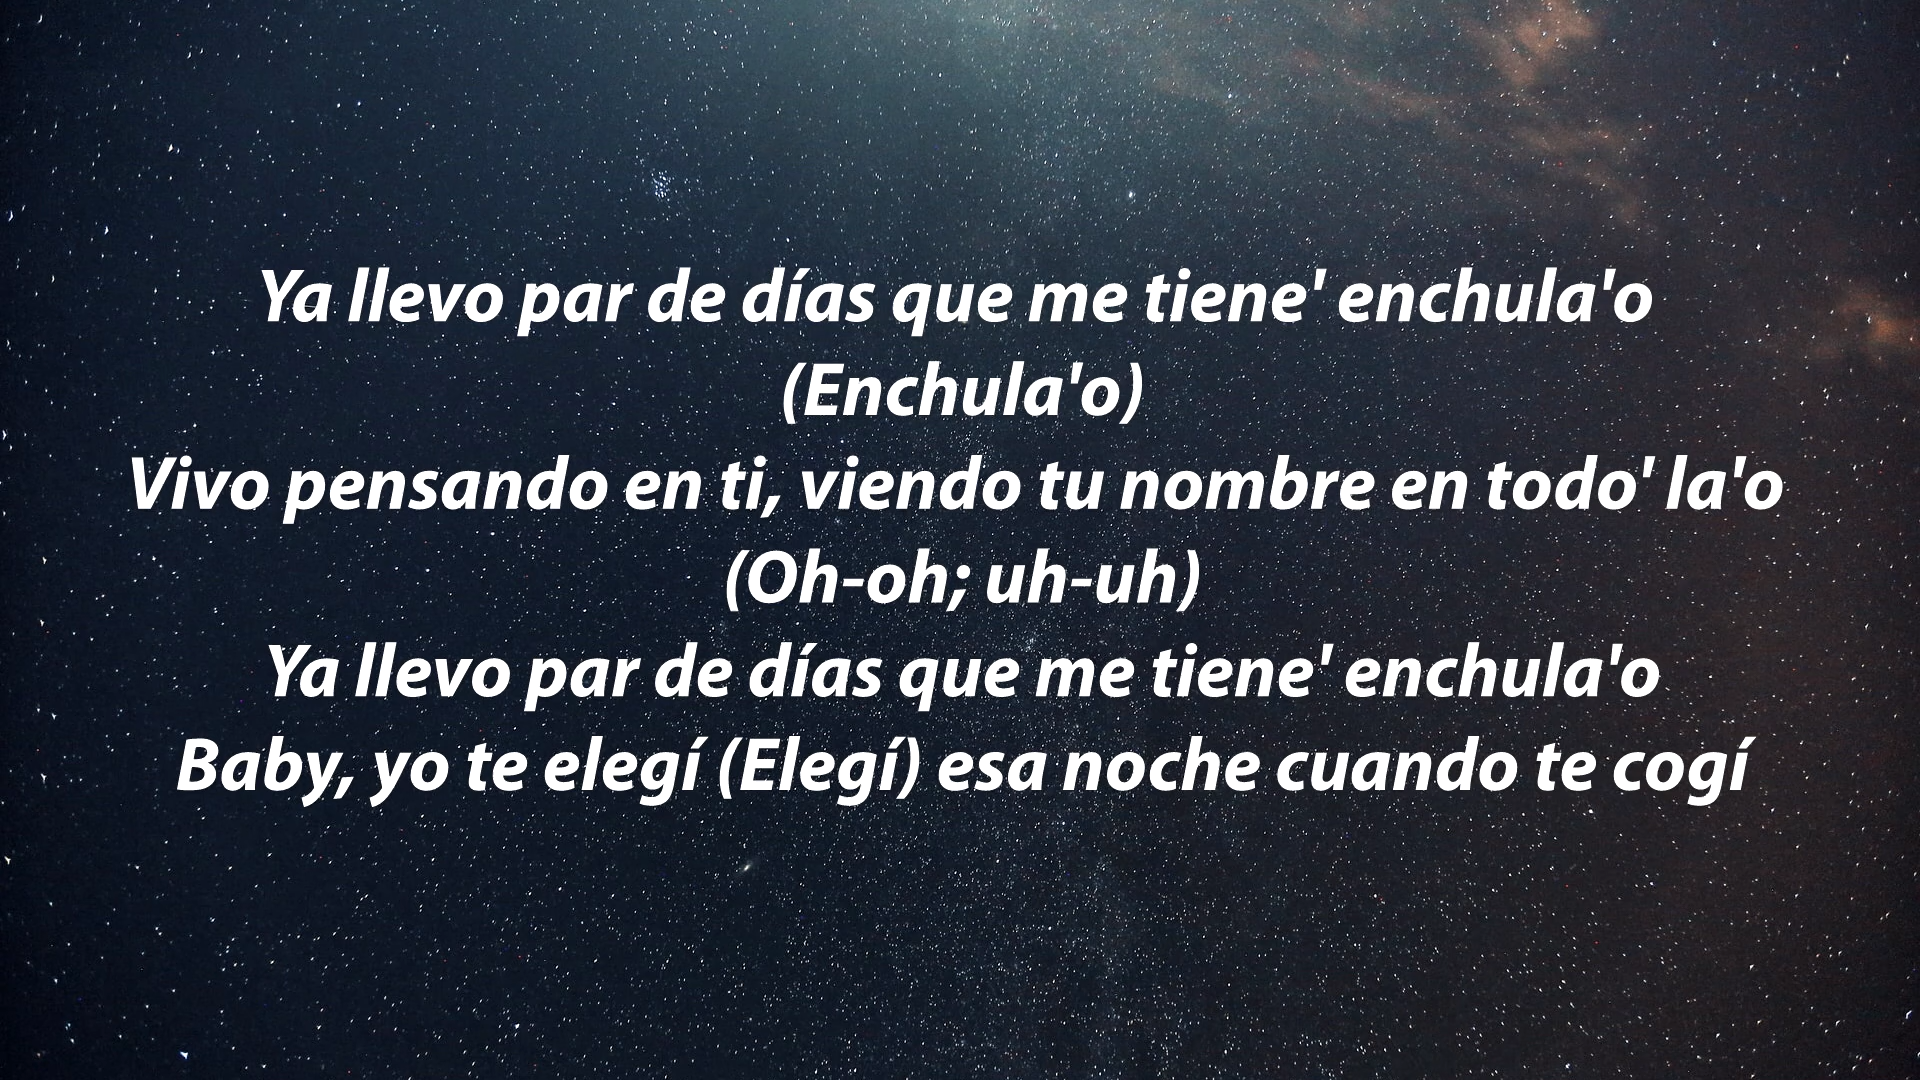 Ya llevo par de días que me tiene' enchula'o
(Enchula'o)
Vivo pensando en ti, viendo tu nombre en todo' la'o
(Oh-oh; uh-uh)
Ya llevo par de días que me tiene' enchula'o
Baby, yo te elegí (Elegí) esa noche cuando te cogí